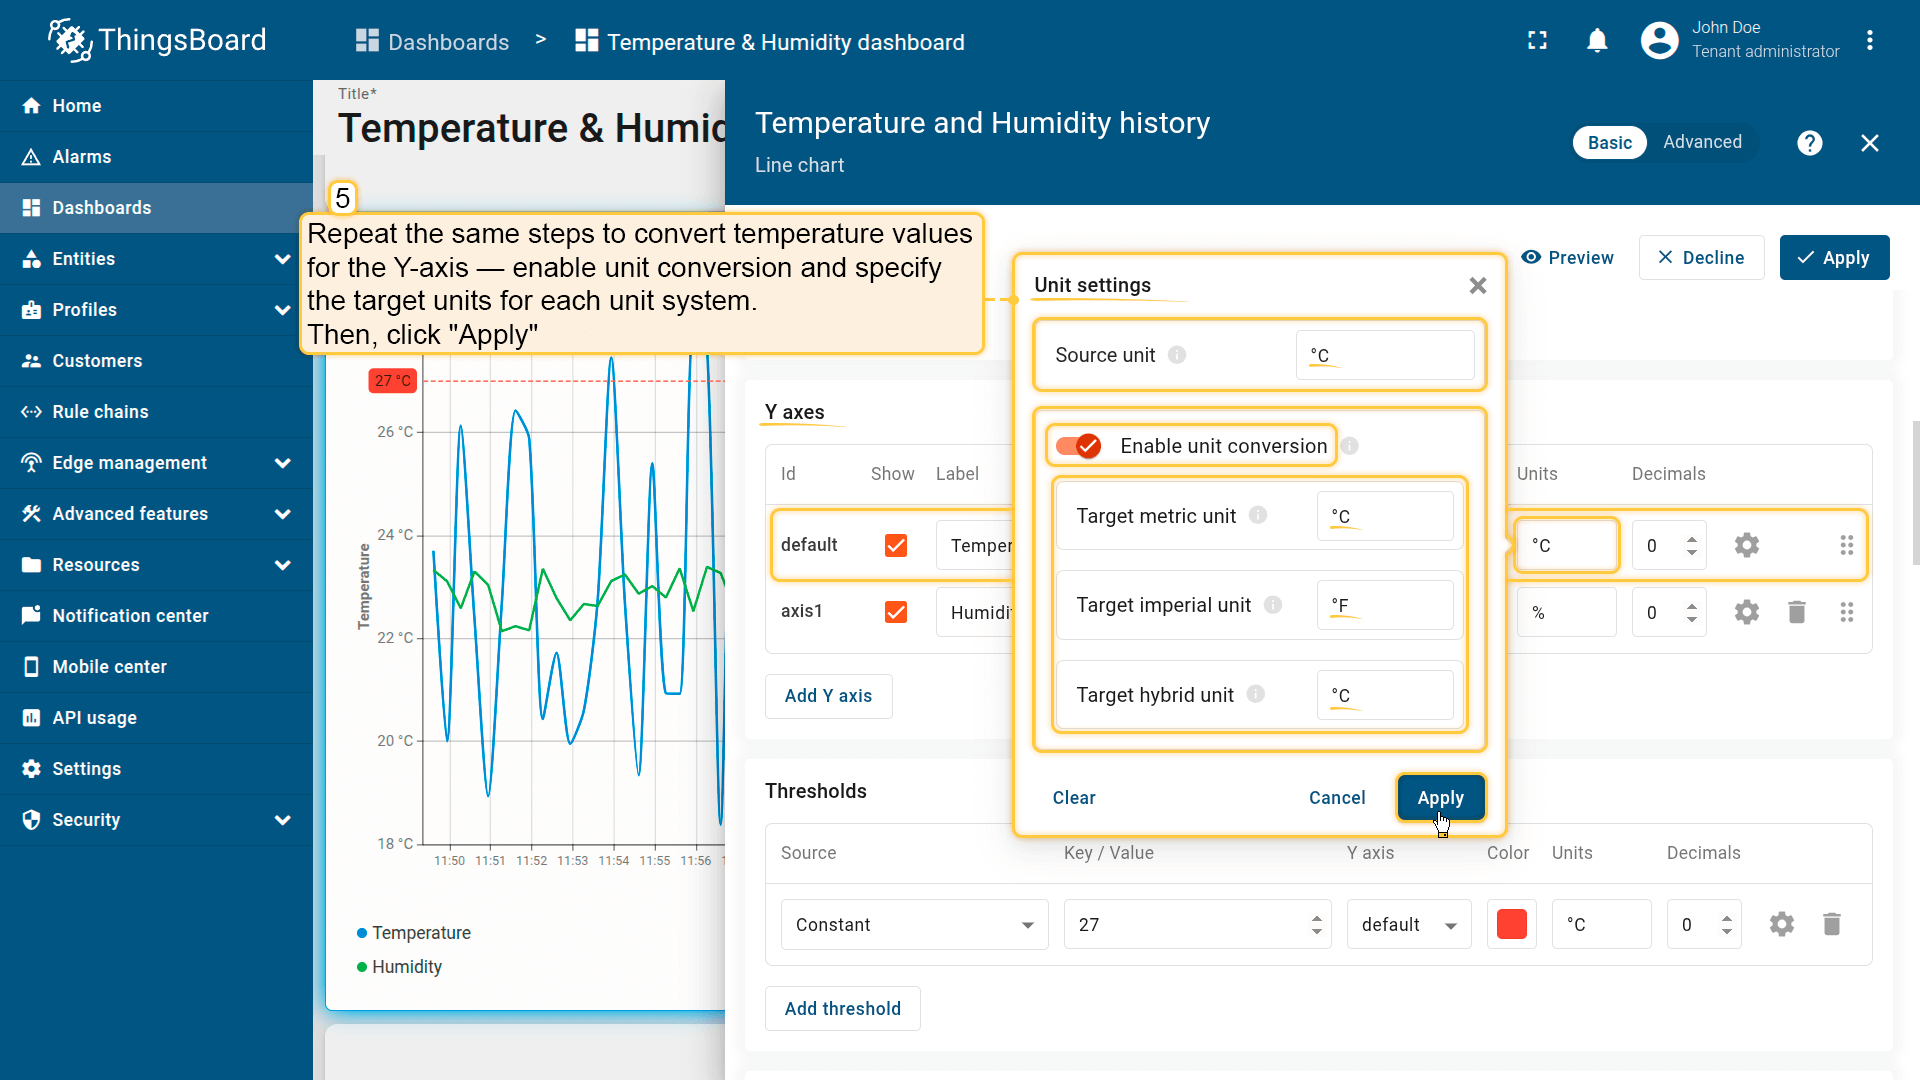 ThingsBoard
Dashboards > Temperature & Humidity dashboard
John Doe
Tenant administrator
Home
Alarms
Dashboards
Entities
Profiles
Customers
Rule chains
Edge management
Advanced features
Resources
Notification center
Mobile center
API usage
Settings
Security
Title*
Temperature & Humid
5
Repeat the same steps to convert temperature values
for the Y-axis — enable unit conversion and specify
the target units for each unit system.
Then, click "Apply"
27 °C
26 °C
24 °C
22 °C
20 °C
18 °C
Temperature
11:50 11:51 11:52 11:53 11:54 11:55 11:56
Temperature
Humidity
Temperature and Humidity history
Line chart
Basic Advanced
Preview Decline Apply
Y axes
Id Show Label Units Decimals
default Temper °C 0
axis1 Humidi % 0
Add Y axis
Unit settings
Source unit °C
Enable unit conversion
Target metric unit °C
Target imperial unit °F
Target hybrid unit °C
Clear Cancel Apply
Thresholds
Source Key / Value Y axis Color Units Decimals
Constant 27 default °C 0
Add threshold